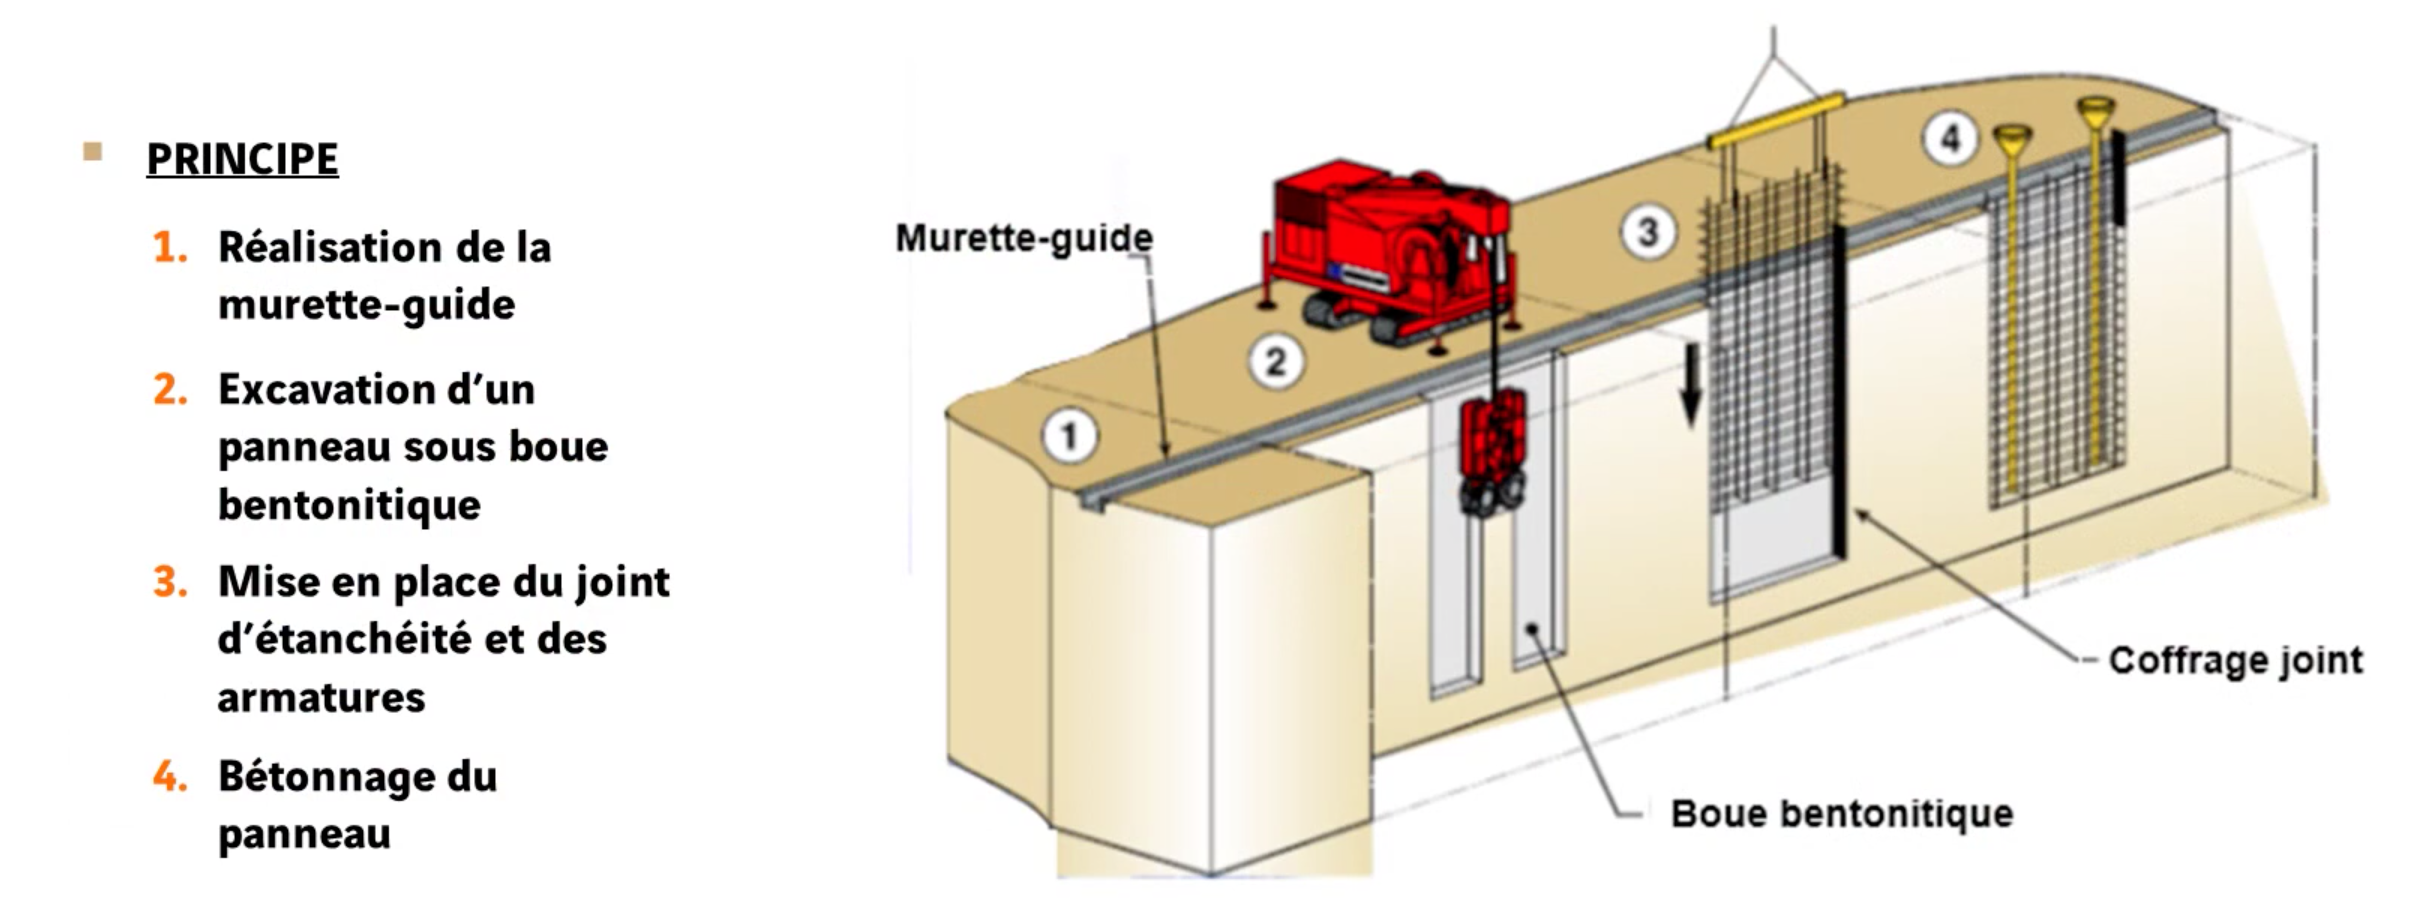 PRINCIPE
1. Réalisation de la
murette-guide
2. Excavation d’un
panneau sous boue
bentonitique
3. Mise en place du joint
d’étanchéité et des
armatures
4. Bétonnage du
panneau
Murette-guide
1
2
3
4
Coffrage joint
Boue bentonitique